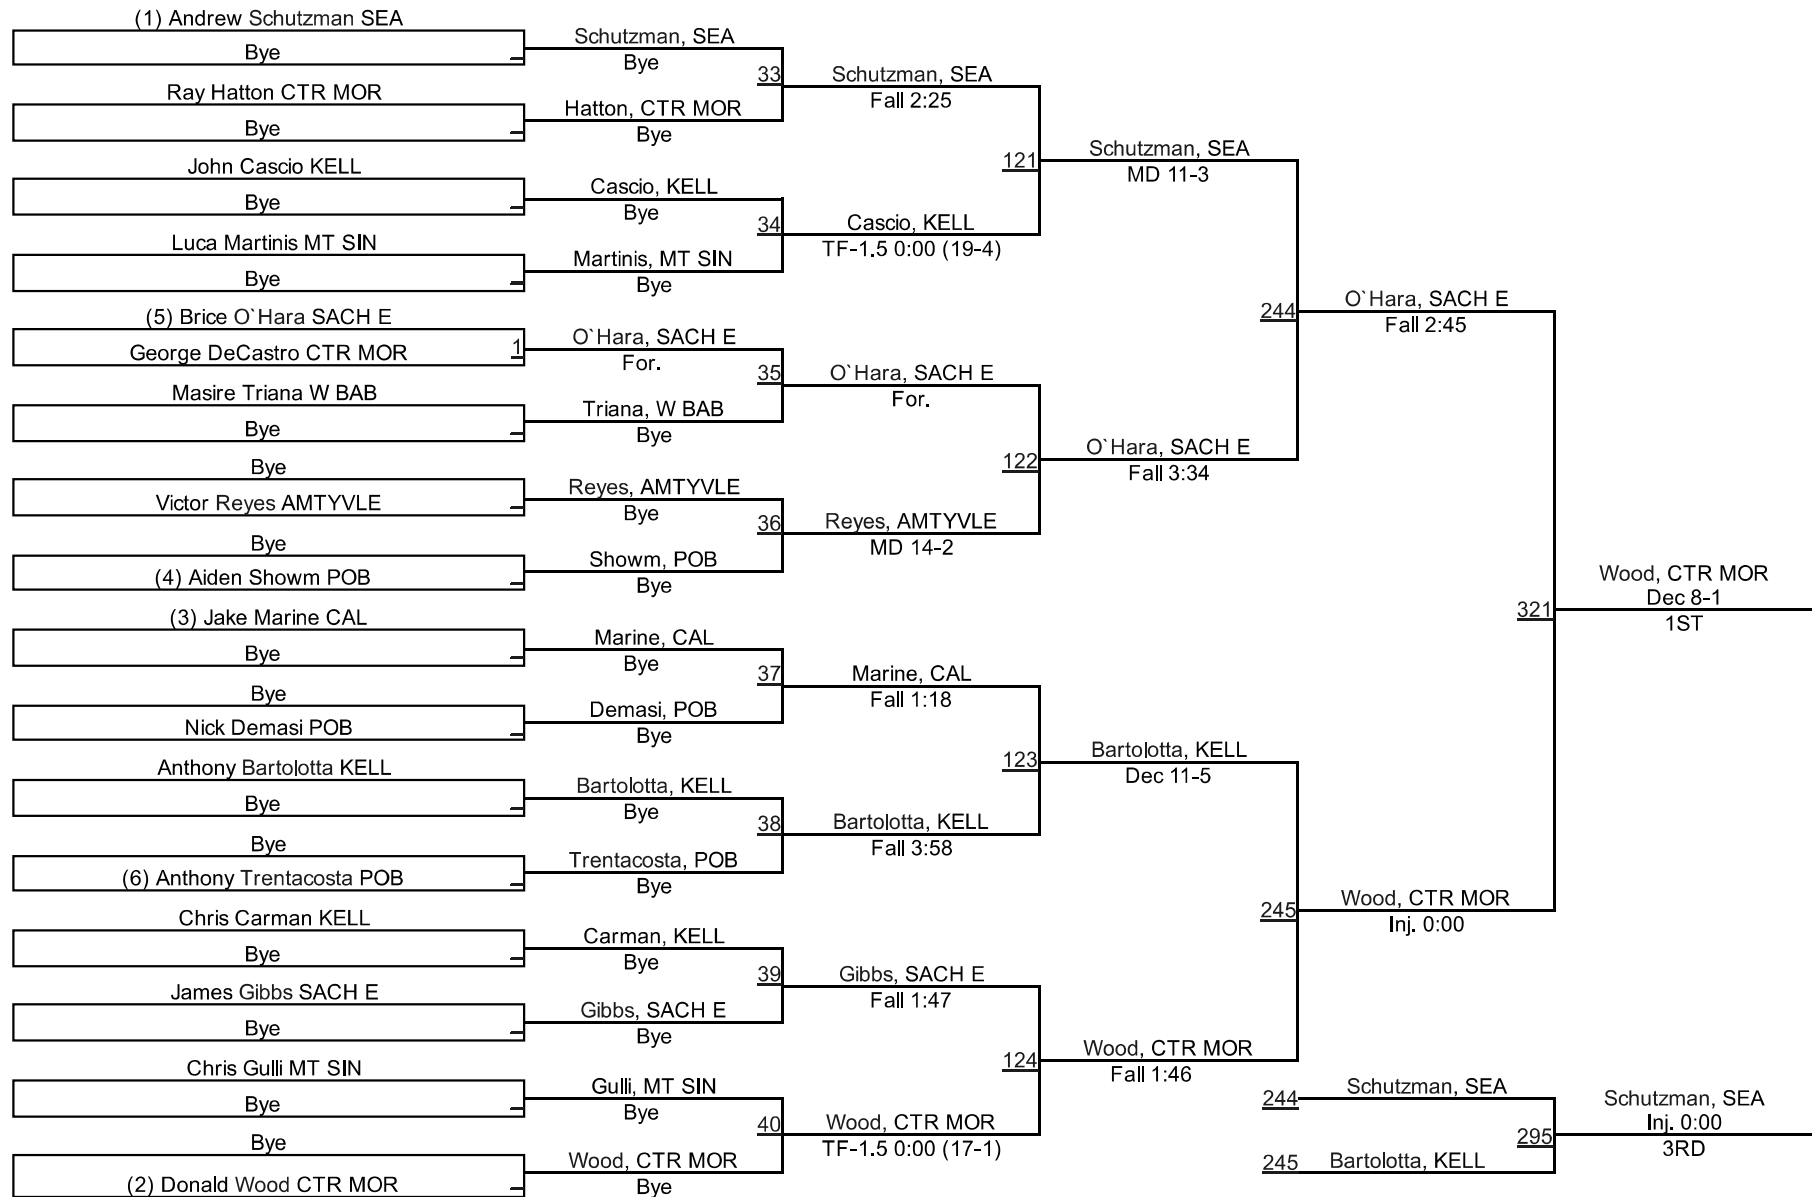 (1) Andrew Schutzman SEA
Bye
Ray Hatton CTR MOR
Bye
John Cascio KELL
Bye
Luca Martinis MT SIN
Bye
(5) Brice O`Hara SACH E
George DeCastro CTR MOR
1
Masire Triana W BAB
Bye
Bye
Victor Reyes AMTYVLE
Bye
(4) Aiden Showm POB
(3) Jake Marine CAL
Bye
Bye
Nick Demasi POB
Anthony Bartolotta KELL
Bye
Bye
(6) Anthony Trentacosta POB
Chris Carman KELL
Bye
James Gibbs SACH E
Bye
Chris Gulli MT SIN
Bye
Bye
(2) Donald Wood CTR MOR
Schutzman, SEA
Bye
33
Hatton, CTR MOR
Bye
Cascio, KELL
Bye
34
Martinis, MT SIN
Bye
O`Hara, SACH E
For.
35
Triana, W BAB
Bye
Reyes, AMTYVLE
Bye
36
Showm, POB
Bye
Marine, CAL
Bye
37
Demasi, POB
Bye
Bartolotta, KELL
Bye
38
Trentacosta, POB
Bye
Carman, KELL
Bye
39
Gibbs, SACH E
Bye
Gulli, MT SIN
Bye
40
Wood, CTR MOR
Bye
Schutzman, SEA
Fall 2:25
121
Cascio, KELL
TF-1.5 0:00 (19-4)
O`Hara, SACH E
For.
122
Reyes, AMTYVLE
MD 14-2
Marine, CAL
Fall 1:18
123
Bartolotta, KELL
Fall 3:58
Gibbs, SACH E
Fall 1:47
124
Wood, CTR MOR
TF-1.5 0:00 (17-1)
Schutzman, SEA
MD 11-3
244
O`Hara, SACH E
Fall 3:34
Bartolotta, KELL
Dec 11-5
245
Wood, CTR MOR
Fall 1:46
O`Hara, SACH E
Fall 2:45
321
Wood, CTR MOR
Inj. 0:00
Wood, CTR MOR
Dec 8-1
1ST
244
Schutzman, SEA
295
245
Bartolotta, KELL
Schutzman, SEA
Inj. 0:00
3RD